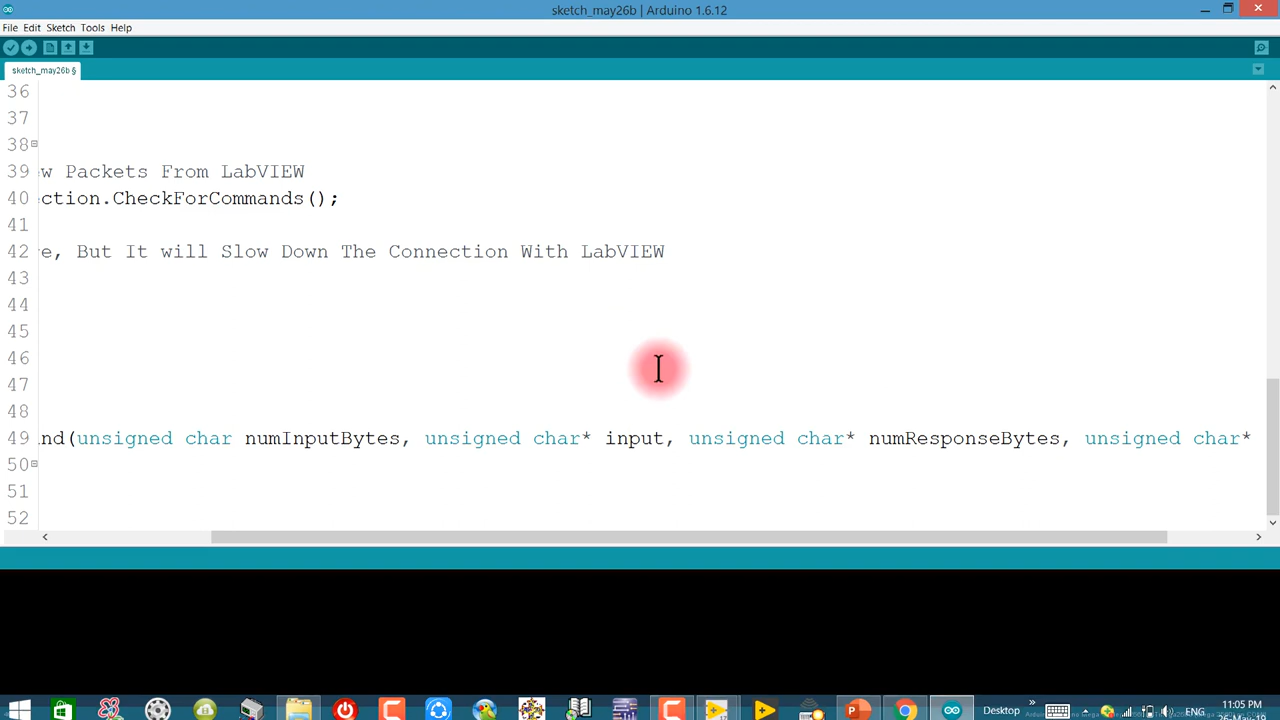 sketch_may26b | Arduino 1.6.12
File Edit Sketch Tools Help
sketch_may26b §
36
37
38
39 w Packets From LabVIEW
40 ction.CheckForCommands();
41
42 e, But It will Slow Down The Connection With LabVIEW
43
44
45
46
47
48
49 nd(unsigned char numInputBytes, unsigned char* input, unsigned char* numResponseBytes, unsigned char*
50
51
52
Desktop
ENG
11:05 PM